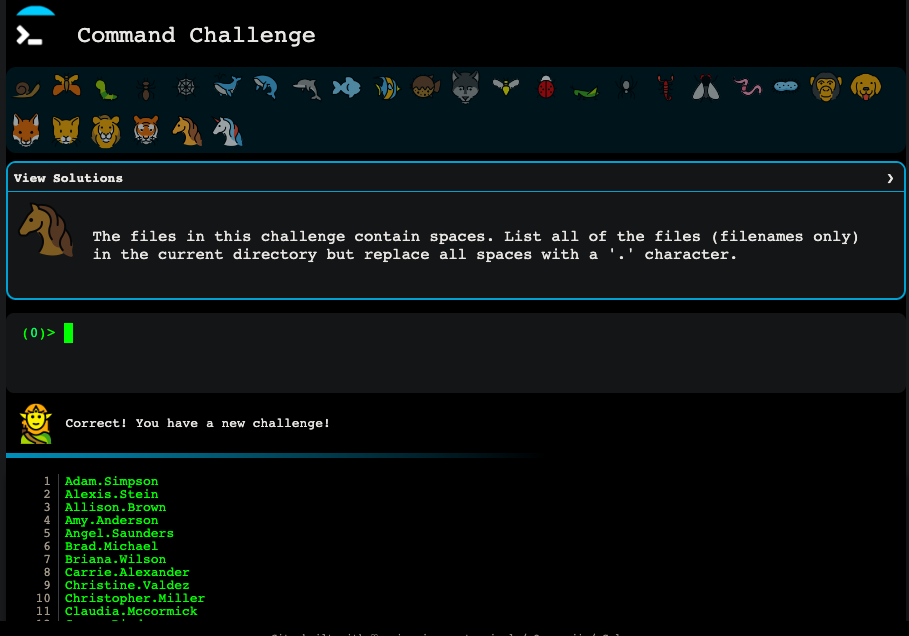 Command Challenge
View Solutions ❯
The files in this challenge contain spaces. List all of the files (filenames only)
in the current directory but replace all spaces with a '.' character.
(0)>
Correct! You have a new challenge!
1 Adam.Simpson
2 Alexis.Stein
3 Allison.Brown
4 Amy.Anderson
5 Angel.Saunders
6 Brad.Michael
7 Briana.Wilson
8 Carrie.Alexander
9 Christine.Valdez
10 Christopher.Miller
11 Claudia.Mccormick